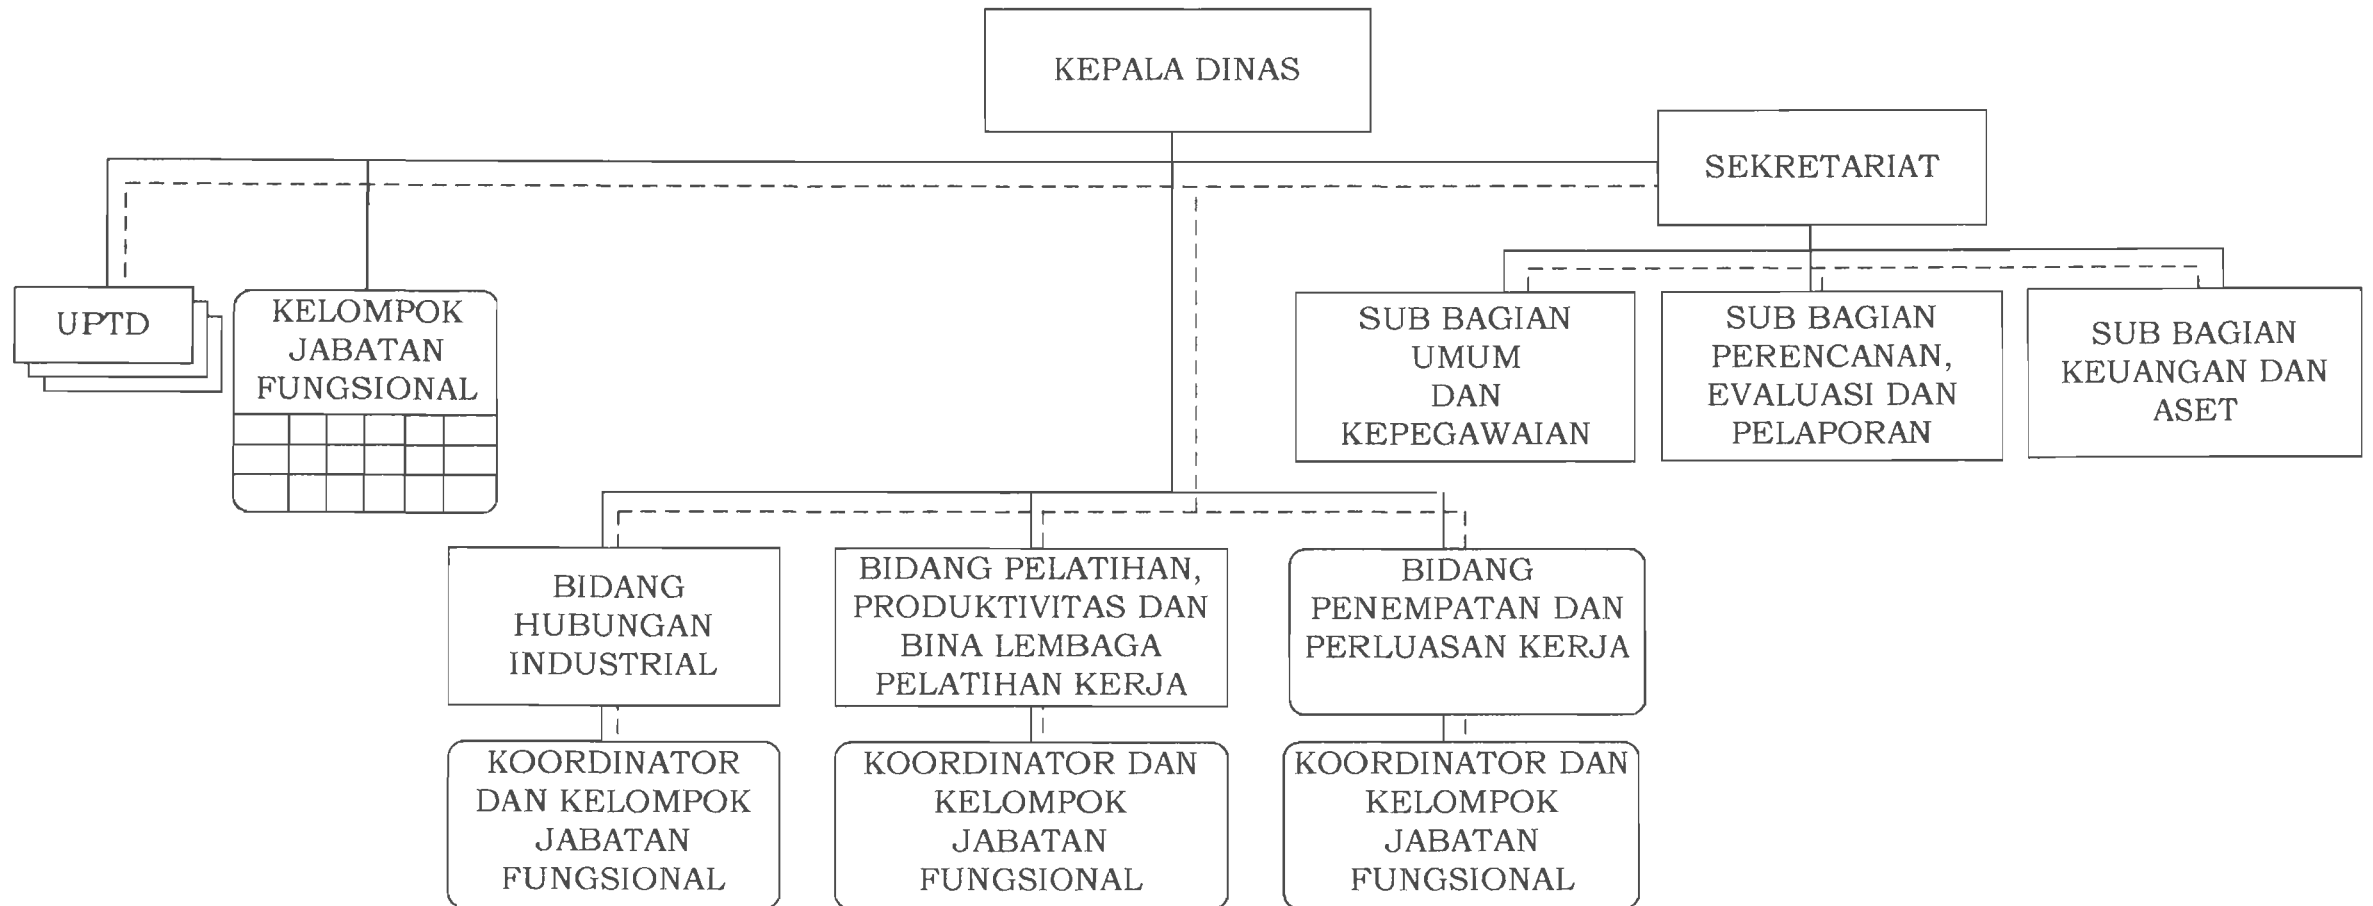 KEPALA DINAS
SEKRETARIAT
UPTD
KELOMPOK
JABATAN
FUNGSIONAL
SUB BAGIAN
UMUM
DAN
KEPEGAWAIAN
SUB BAGIAN
PERENCANAN,
EVALUASI DAN
PELAPORAN
SUB BAGIAN
KEUANGAN DAN
ASET
BIDANG
HUBUNGAN
INDUSTRIAL
BIDANG PELATIHAN,
PRODUKTIVITAS DAN
BINA LEMBAGA
PELATIHAN KERJA
BIDANG
PENEMPATAN DAN
PERLUASAN KERJA
KOORDINATOR
DAN KELOMPOK
JABATAN
FUNGSIONAL
KOORDINATOR DAN
KELOMPOK
JABATAN
FUNGSIONAL
KOORDINATOR DAN
KELOMPOK
JABATAN
FUNGSIONAL